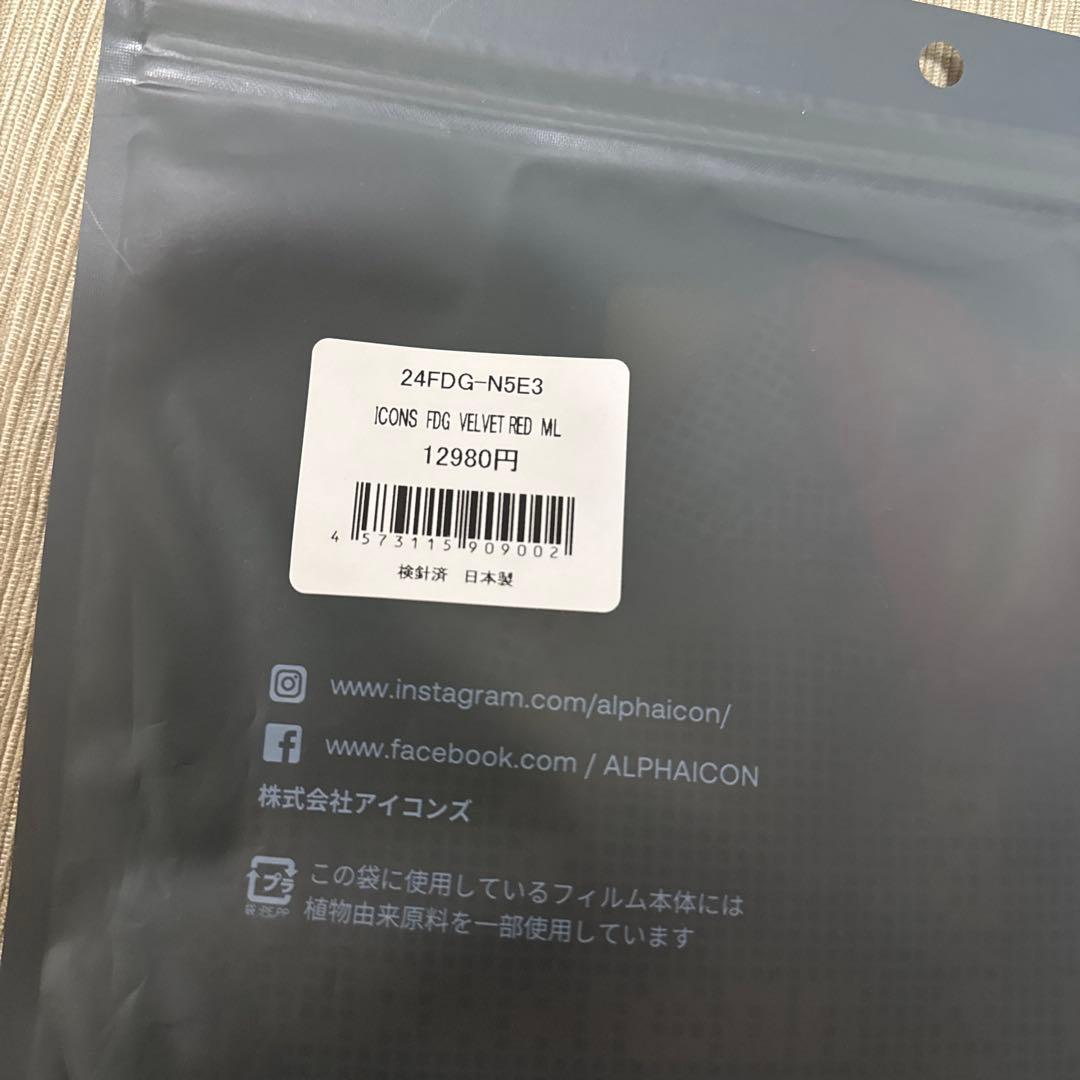 24FDG-N5E3
ICONS FDG VELVET RED ML
12980円
4 573115 909002
検針済 日本製
www.instagram.com/alphaicon/
www.facebook.com / ALPHAICON
株式会社アイコンズ
プラ
袋:PE,PP
この袋に使用しているフィルム本体には
植物由来原料を一部使用しています